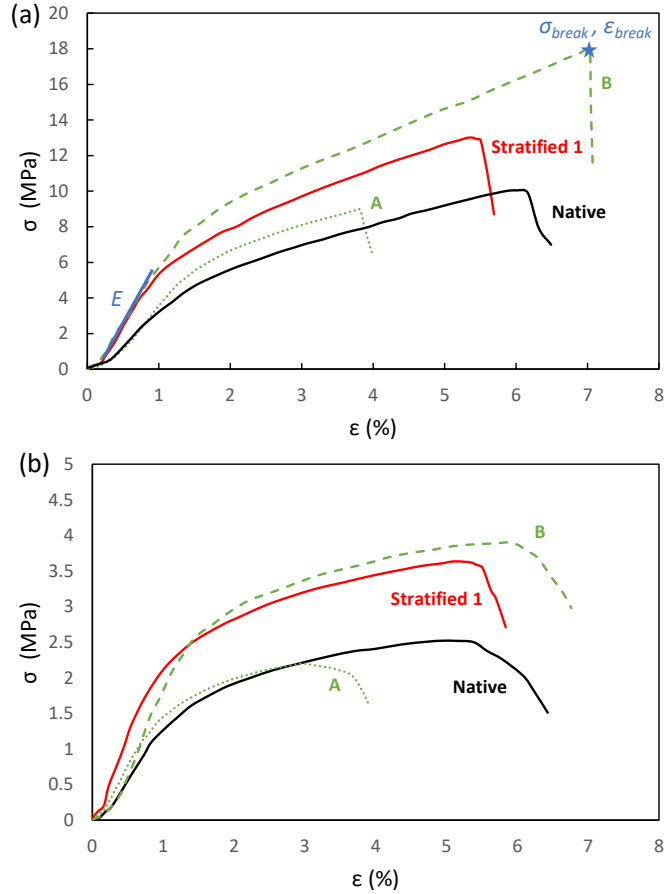 (a)
20
18
16
14
12
10
8
6
4
2
0
σ (MPa)
σbreak, εbreak
B
Stratified 1
A
Native
E
0 1 2 3 4 5 6 7 8
ε (%)
(b)
5
4.5
4
3.5
3
2.5
2
1.5
1
0.5
0
σ (MPa)
B
Stratified 1
Native
A
0 1 2 3 4 5 6 7 8
ε (%)